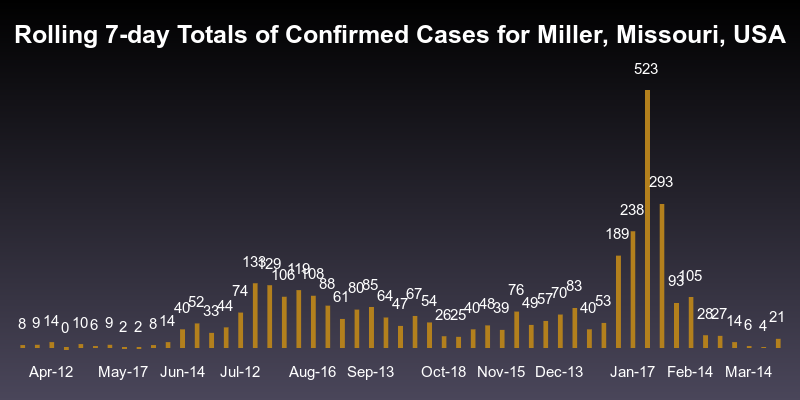 Rolling 7-day Totals of Confirmed Cases for Miller, Missouri, USA
523
293
238
189
133 129 106 119 108 88 61 80 85 64 47 67 54 26 25 40 48 39 76 49 57 70 83 40 53 93 105 28 27 14 6 4 21
8 9 14 0 10 6 9 2 2 8 14 40 52 33 44 74
Apr-12 May-17 Jun-14 Jul-12 Aug-16 Sep-13 Oct-18 Nov-15 Dec-13 Jan-17 Feb-14 Mar-14